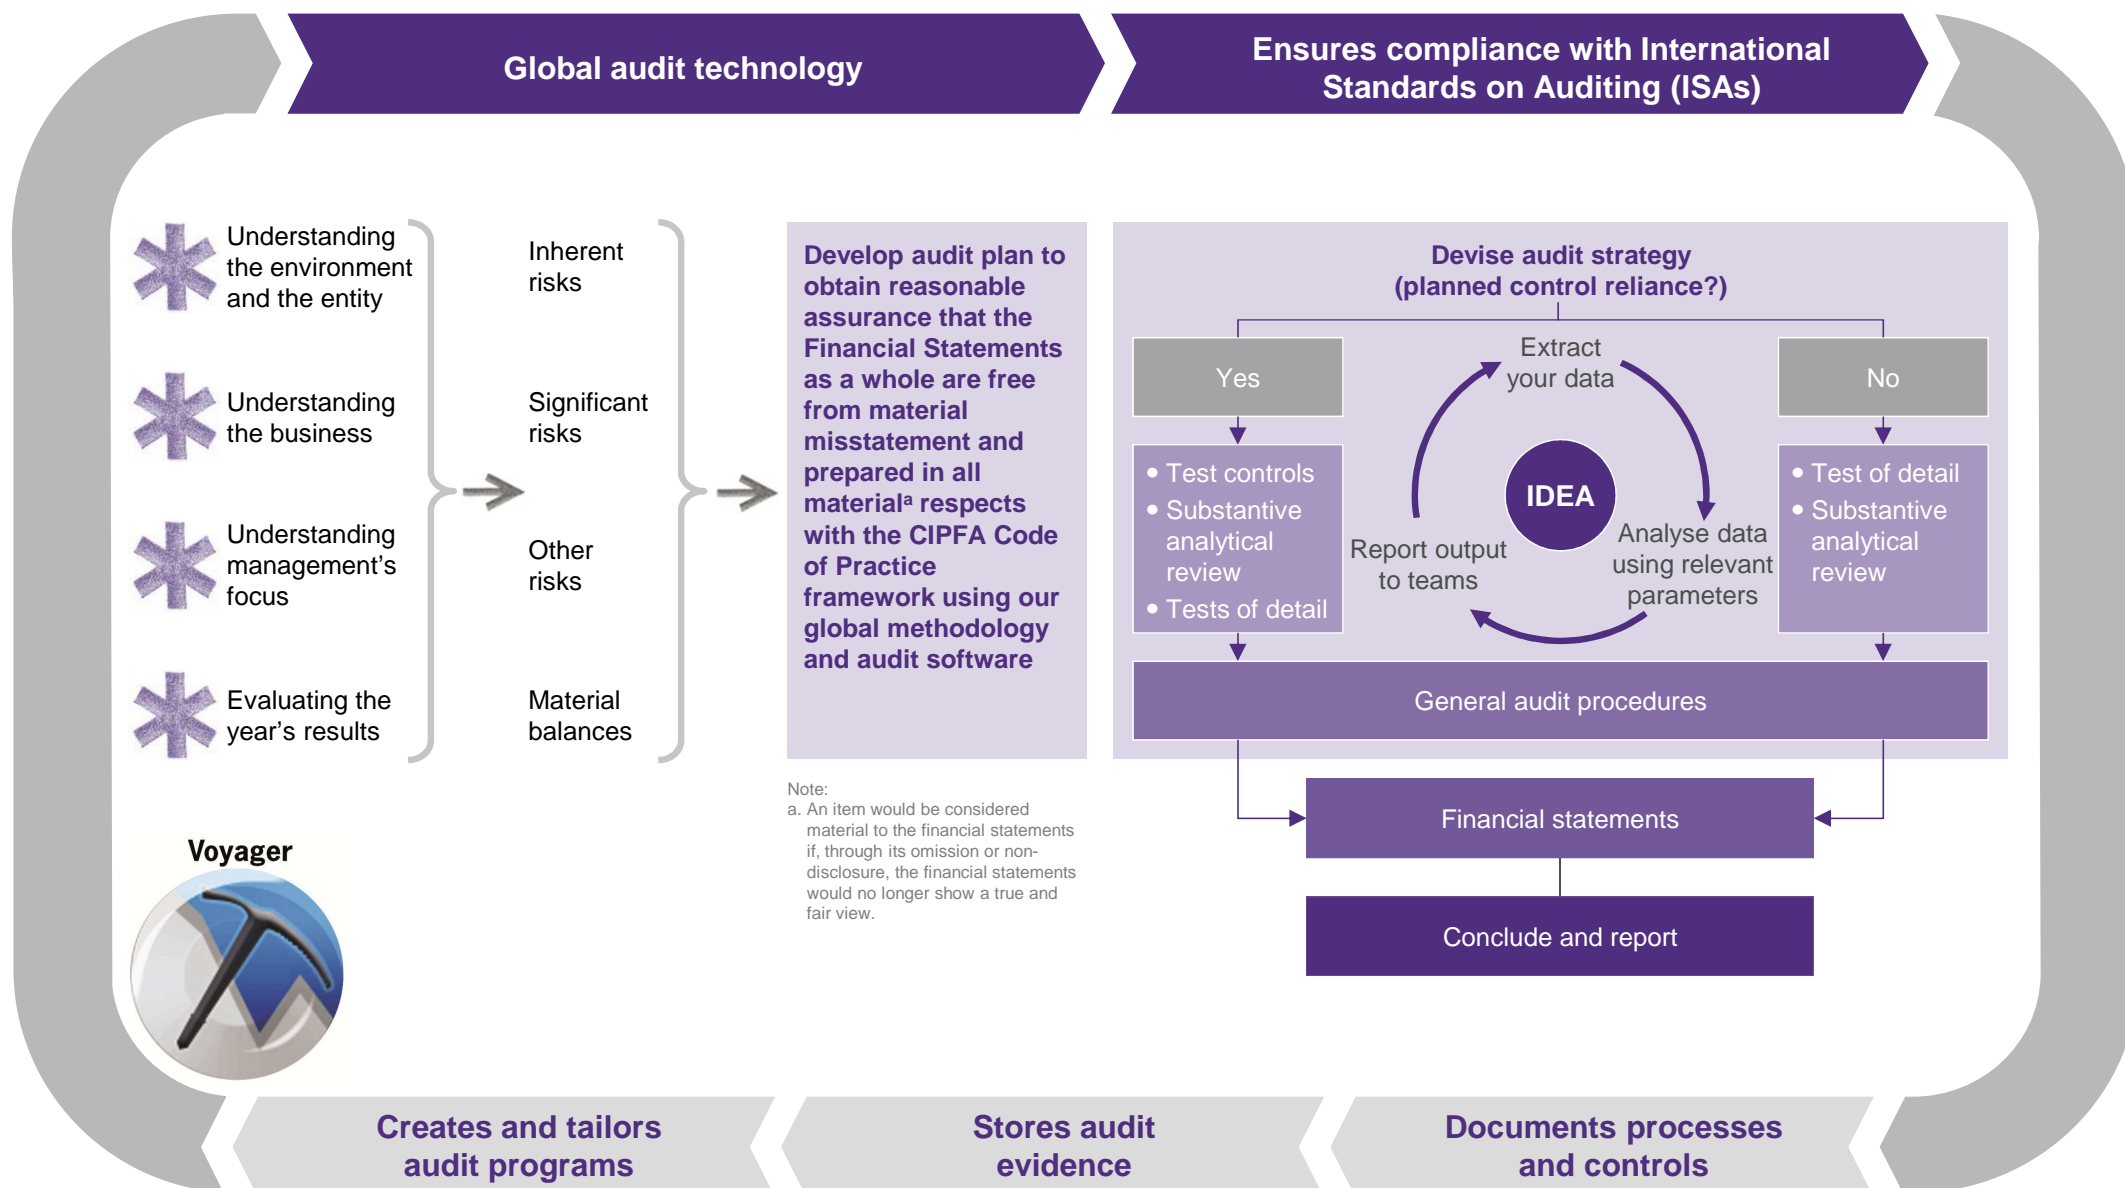 Global audit technology
Ensures compliance with International
Standards on Auditing (ISAs)
Understanding
the environment
and the entity
Understanding
the business
Understanding
management’s
focus
Evaluating the
year’s results
Inherent
risks
Significant
risks
Other
risks
Material
balances
Develop audit plan to
obtain reasonable
assurance that the
Financial Statements
as a whole are free
from material
misstatement and
prepared in all
materialᵃ respects
with the CIPFA Code
of Practice
framework using our
global methodology
and audit software
Note:
a. An item would be considered
material to the financial statements
if, through its omission or non-
disclosure, the financial statements
would no longer show a true and
fair view.
Devise audit strategy
(planned control reliance?)
Yes
• Test controls
• Substantive
analytical
review
• Tests of detail
Extract
your data
IDEA
Analyse data
using relevant
parameters
Report output
to teams
No
• Test of detail
• Substantive
analytical
review
General audit procedures
Financial statements
Conclude and report
Voyager
Creates and tailors
audit programs
Stores audit
evidence
Documents processes
and controls